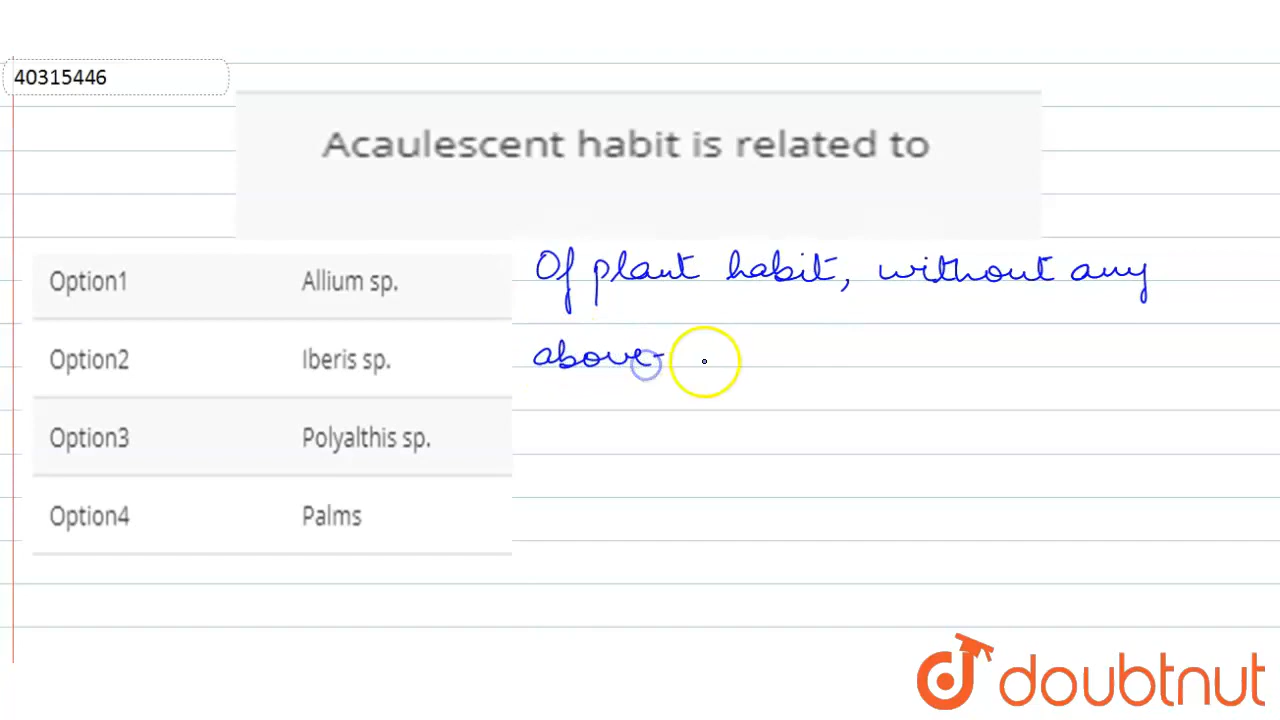 40315446
Acaulescent habit is related to
Option1 Allium sp.
Of plant habit, without any
Option2 Iberis sp.
above-
Option3 Polyalthis sp.
Option4 Palms
doubtnut